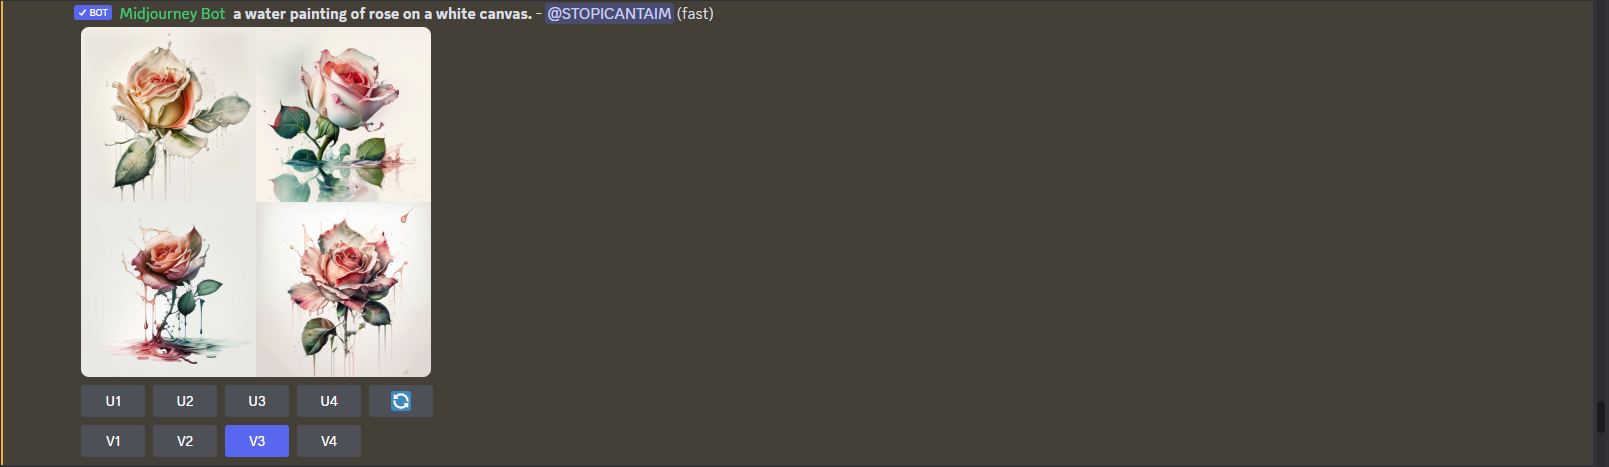 ✓ BOT Midjourney Bot a water painting of rose on a white canvas. - @STOPICANTAIM (fast)
U1 U2 U3 U4
V1 V2 V3 V4